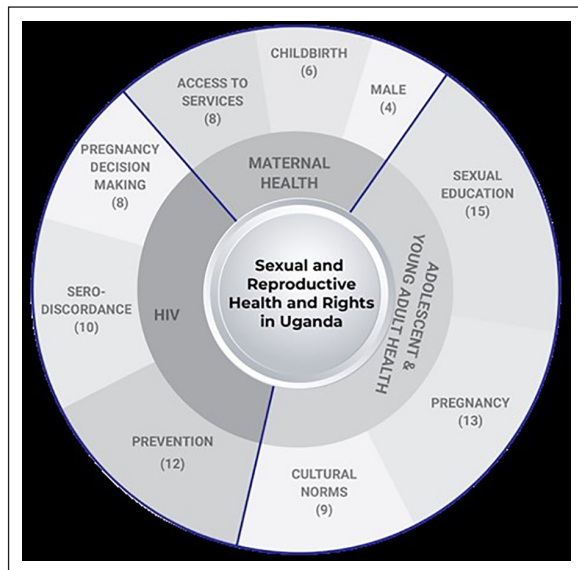 CHILDBIRTH
(6)
ACCESS TO
SERVICES
(8)
MALE
(4)
MATERNAL
HEALTH
PREGNANCY
DECISION
MAKING
(8)
SEXUAL
EDUCATION
(15)
Sexual and
Reproductive
Health and Rights
in Uganda
ADOLESCENT &
YOUNG ADULT HEALTH
SERO-
DISCORDANCE
(10)
HIV
PREGNANCY
(13)
PREVENTION
(12)
CULTURAL
NORMS
(9)